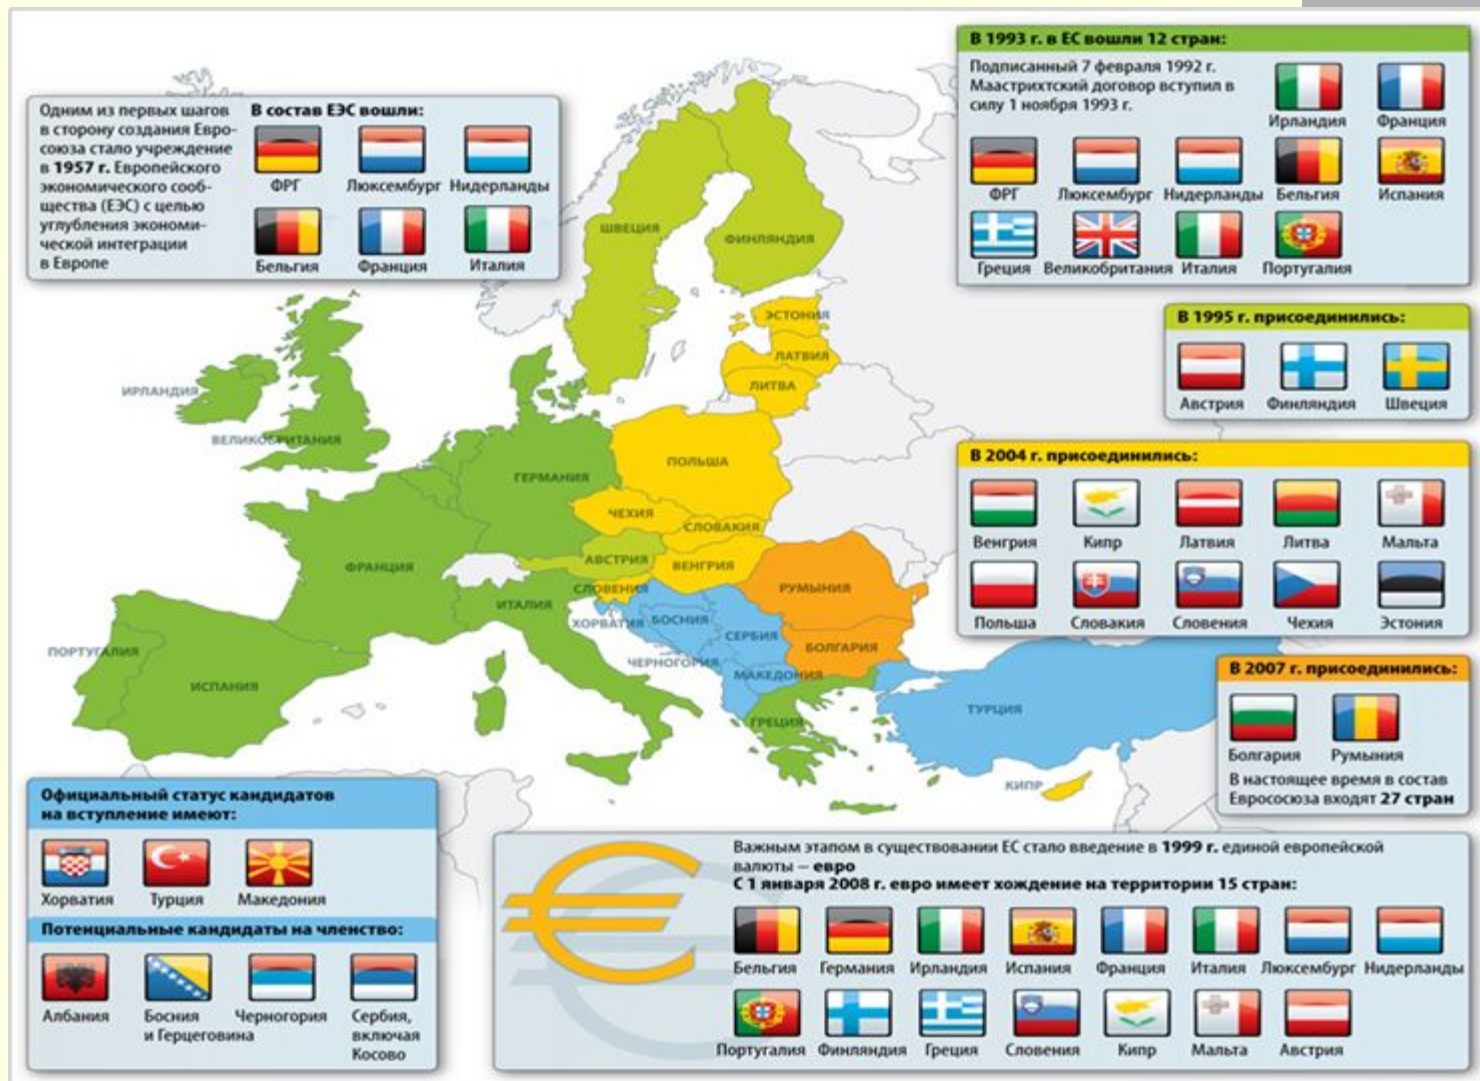 Одним из первых шагов
в сторону создания Евро-
союза стало учреждение
в 1957 г. Европейского
экономического сооб-
щества (ЕЭС) с целью
углубления экономи-
ческой интеграции
в Европе
В состав ЕЭС вошли:
ФРГ Люксембург Нидерланды
Бельгия Франция Италия
В 1993 г. в ЕС вошли 12 стран:
Подписанный 7 февраля 1992 г.
Маастрихтский договор вступил в
силу 1 ноября 1993 г.
Ирландия Франция
ФРГ Люксембург Нидерланды Бельгия Испания
Греция Великобритания Италия Португалия
В 1995 г. присоединились:
Австрия Финляндия Швеция
В 2004 г. присоединились:
Венгрия Кипр Латвия Литва Мальта
Польша Словакия Словения Чехия Эстония
В 2007 г. присоединились:
Болгария Румыния
В настоящее время в состав
Еврососюза входят 27 стран
ШВЕЦИЯ
ФИНЛЯНДИЯ
ЭСТОНИЯ
ЛАТВИЯ
ЛИТВА
ИРЛАНДИЯ
ВЕЛИКОБРИТАНИЯ
ПОЛЬША
ГЕРМАНИЯ
ЧЕХИЯ
СЛОВАКИЯ
АВСТРИЯ
ВЕНГРИЯ
ФРАНЦИЯ
СЛОВЕНИЯ
РУМЫНИЯ
ИТАЛИЯ
ХОРВАТИЯ
БОСНИЯ
СЕРБИЯ
БОЛГАРИЯ
ПОРТУГАЛИЯ
ЧЕРНОГОРИЯ
МАКЕДОНИЯ
ИСПАНИЯ
ТУРЦИЯ
ГРЕЦИЯ
КИПР
Официальный статус кандидатов
на вступление имеют:
Хорватия Турция Македония
Потенциальные кандидаты на членство:
Албания Босния Черногория Сербия,
и Герцеговина включая
Косово
Важным этапом в существовании ЕС стало введение в 1999 г. единой европейской
валюты – евро
С 1 января 2008 г. евро имеет хождение на территории 15 стран:
€
Бельгия Германия Ирландия Испания Франция Италия Люксембург Нидерланды
Португалия Финляндия Греция Словения Кипр Мальта Австрия